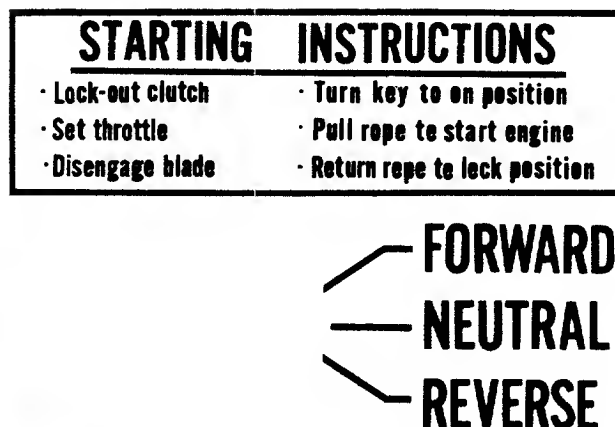 STARTING INSTRUCTIONS
· Lock-out clutch
· Set throttle
· Disengage blade
· Turn key to on position
· Pull rope te start engine
· Return repe te leck position
FORWARD
NEUTRAL
REVERSE